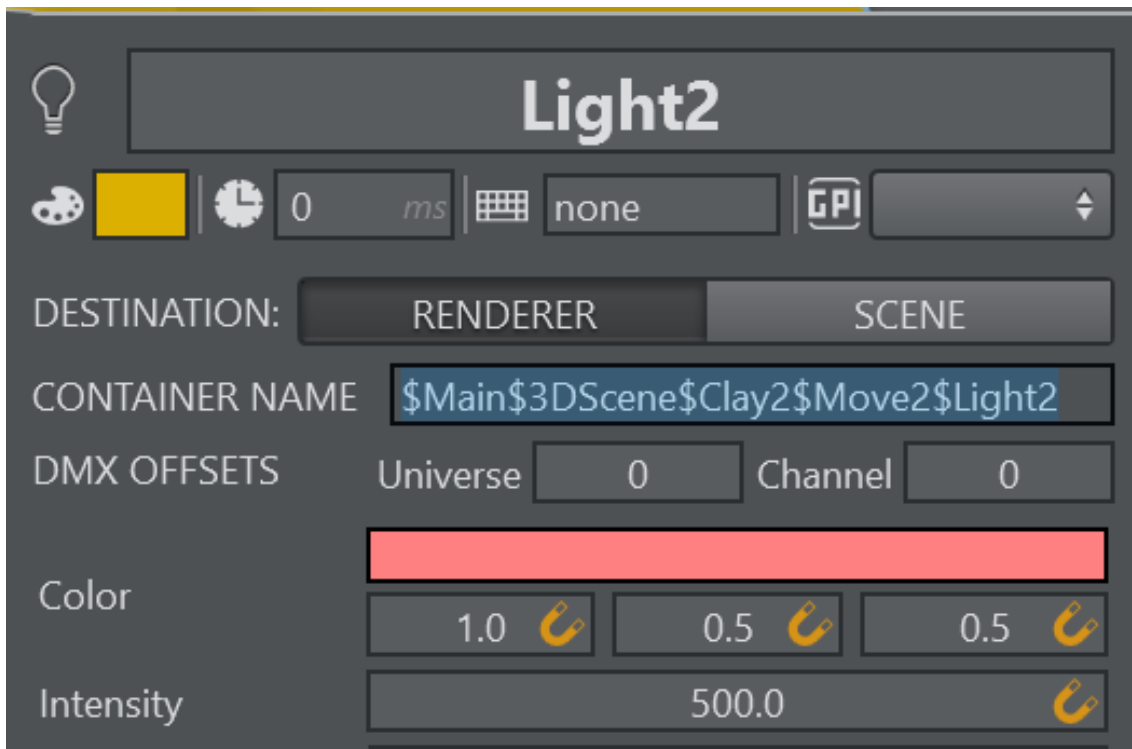 Light2
0 ms none GPI
DESTINATION: RENDERER SCENE
CONTAINER NAME $Main$3DScene$Clay2$Move2$Light2
DMX OFFSETS Universe 0 Channel 0
Color
1.0 0.5 0.5
Intensity 500.0